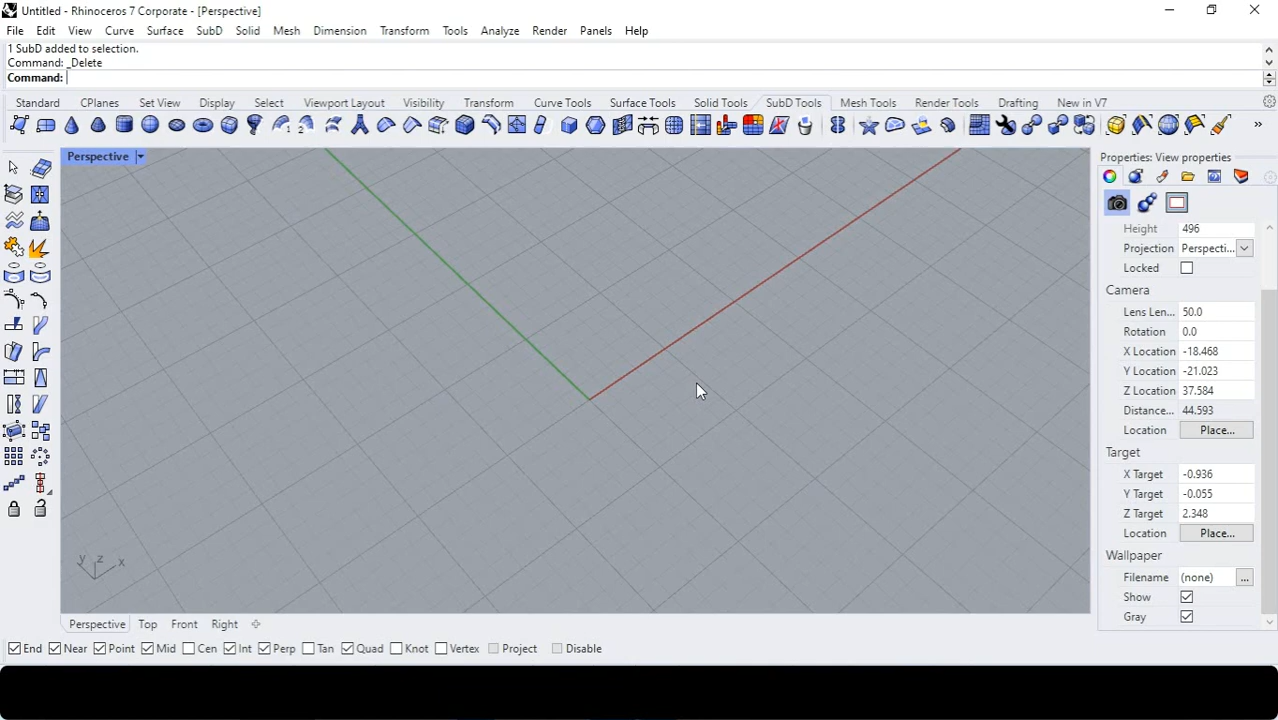 Untitled - Rhinoceros 7 Corporate - [Perspective]
File Edit View Curve Surface SubD Solid Mesh Dimension Transform Tools Analyze Render Panels Help
1 SubD added to selection.
Command: _Delete
Command:
Standard CPlanes Set View Display Select Viewport Layout Visibility Transform Curve Tools Surface Tools Solid Tools SubD Tools Mesh Tools Render Tools Drafting New in V7
Perspective
Properties: View properties
Height 496
Projection Perspecti...
Locked
Camera
Lens Len... 50.0
Rotation 0.0
X Location -18.468
Y Location -21.023
Z Location 37.584
Distance... 44.593
Location Place...
Target
X Target -0.936
Y Target -0.055
Z Target 2.348
Location Place...
Wallpaper
Filename (none) ...
Show
Gray
y z x
Perspective Top Front Right
End Near Point Mid Cen Int Perp Tan Quad Knot Vertex Project Disable